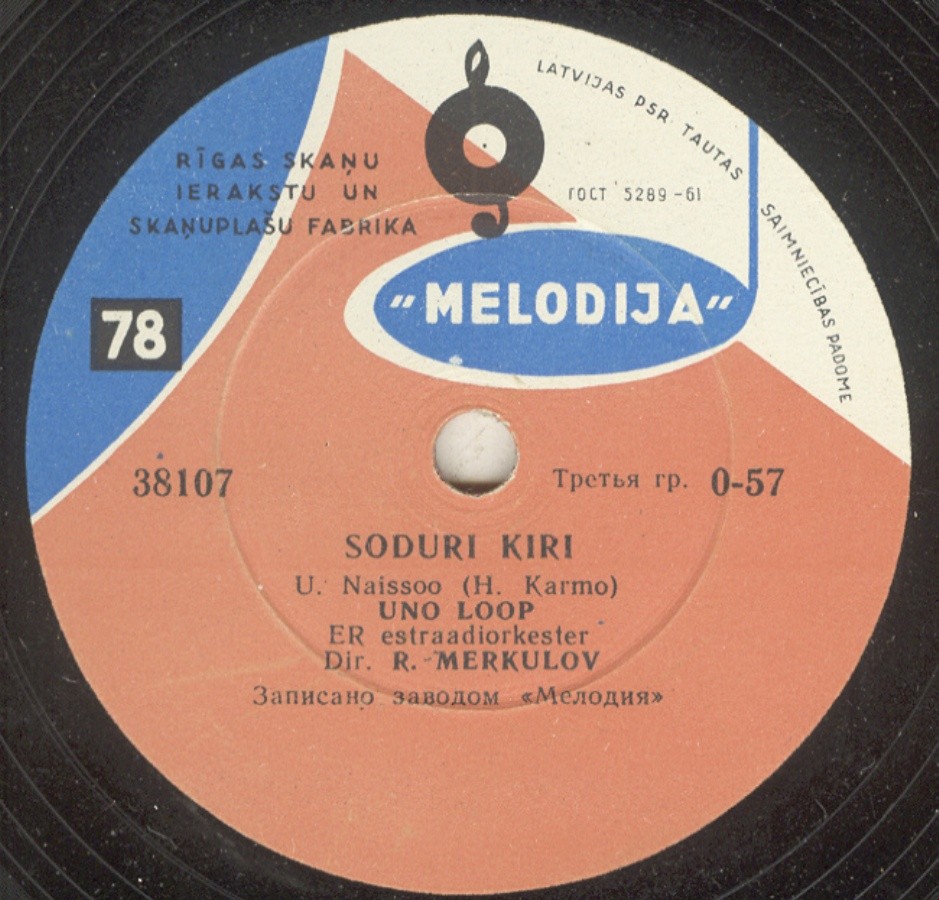 LATVIJAS PSR TAUTAS SAIMNIECĪBAS PADOME
RĪGAS SKAŅU
IERAKSTU UN
SKAŅUPLAŠU FABRIKA
ГОСТ 5289-61
"MELODIJA"
78
38107
Третья гр. 0-57
SODURI KIRI
U. Naissoo (H. Karmo)
UNO LOOP
ER estraadiorkester
Dir. R. MERKULOV
Записано заводом «Мелодия»